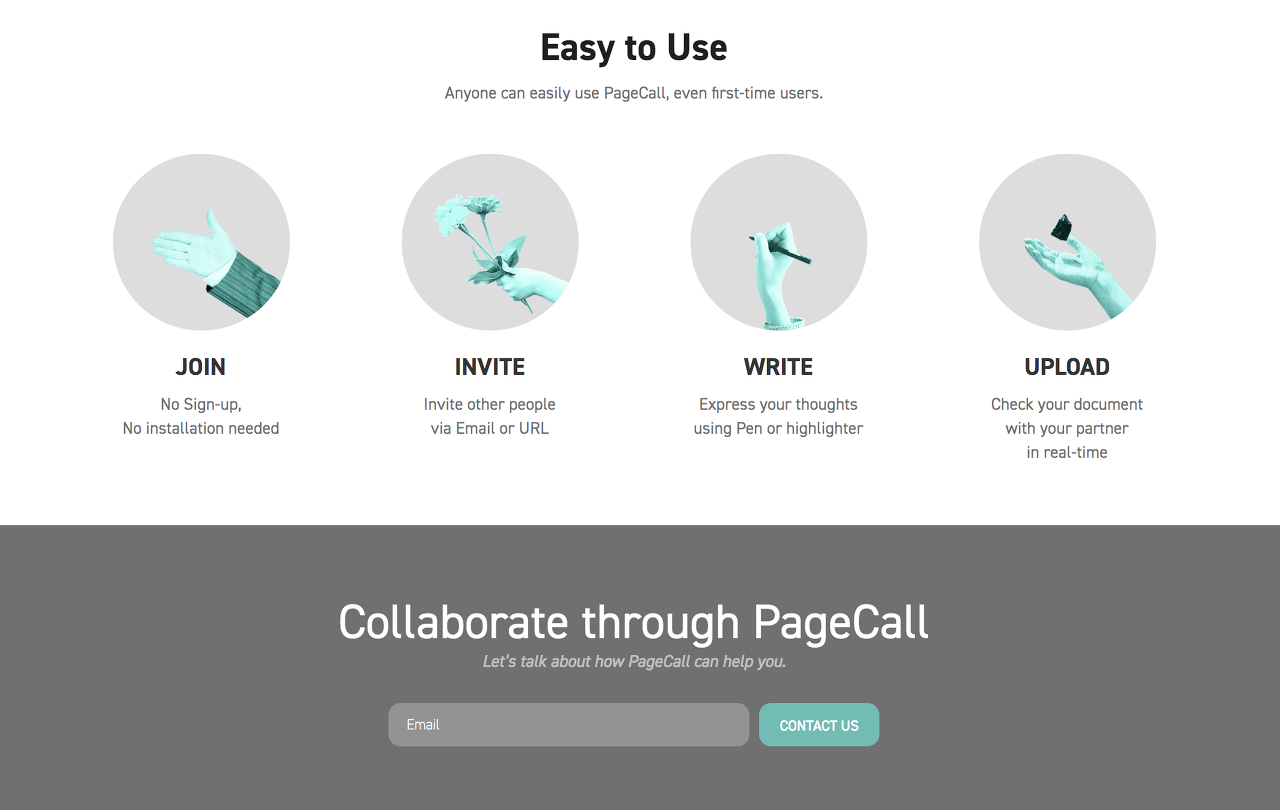 Easy to Use
Anyone can easily use PageCall, even first-time users.
JOIN
No Sign-up,
No installation needed
INVITE
Invite other people
via Email or URL
WRITE
Express your thoughts
using Pen or highlighter
UPLOAD
Check your document
with your partner
in real-time
Collaborate through PageCall
Let's talk about how PageCall can help you.
Email
CONTACT US